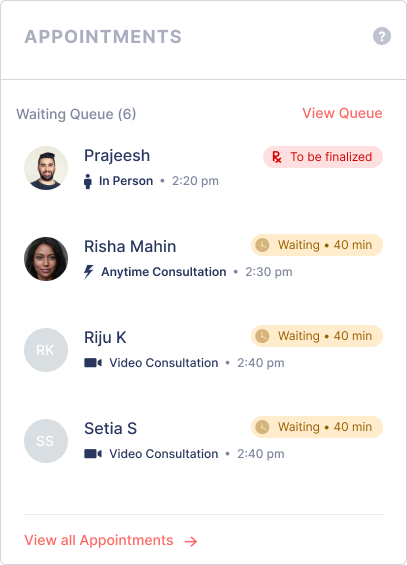 APPOINTMENTS ?
Waiting Queue (6) View Queue
Prajeesh To be finalized
In Person • 2:20 pm
Risha Mahin Waiting • 40 min
Anytime Consultation • 2:30 pm
RK Riju K Waiting • 40 min
Video Consultation • 2:40 pm
SS Setia S Waiting • 40 min
Video Consultation • 2:40 pm
View all Appointments →